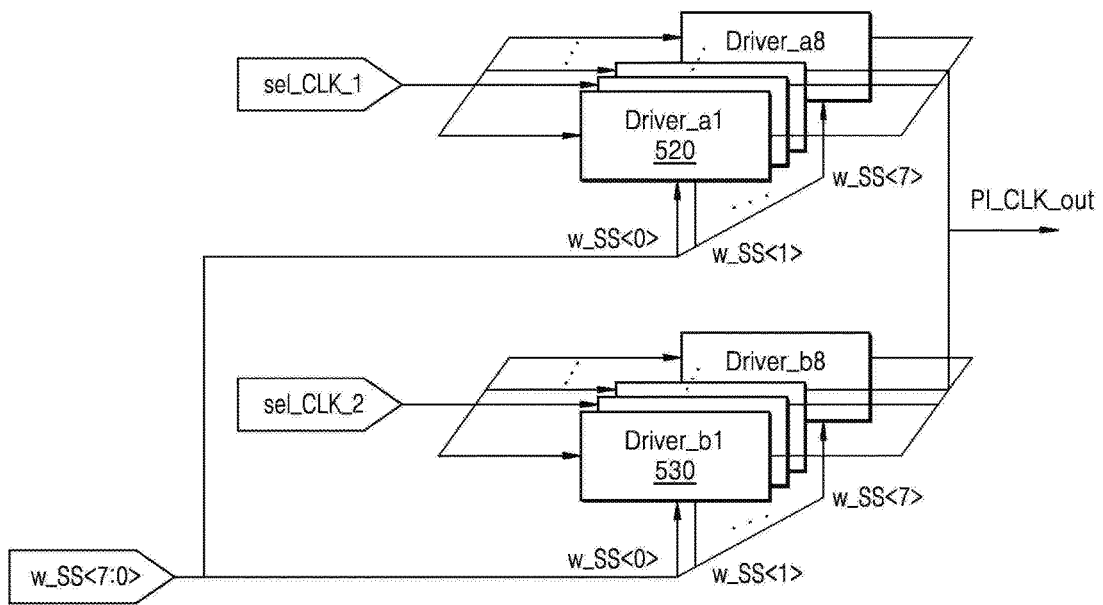 Driver_a8
sel_CLK_1
Driver_a1
520
w_SS<7>
PI_CLK_out
w_SS<0>
w_SS<1>
Driver_b8
sel_CLK_2
Driver_b1
530
w_SS<7>
w_SS<0>
w_SS<7:0>
w_SS<1>